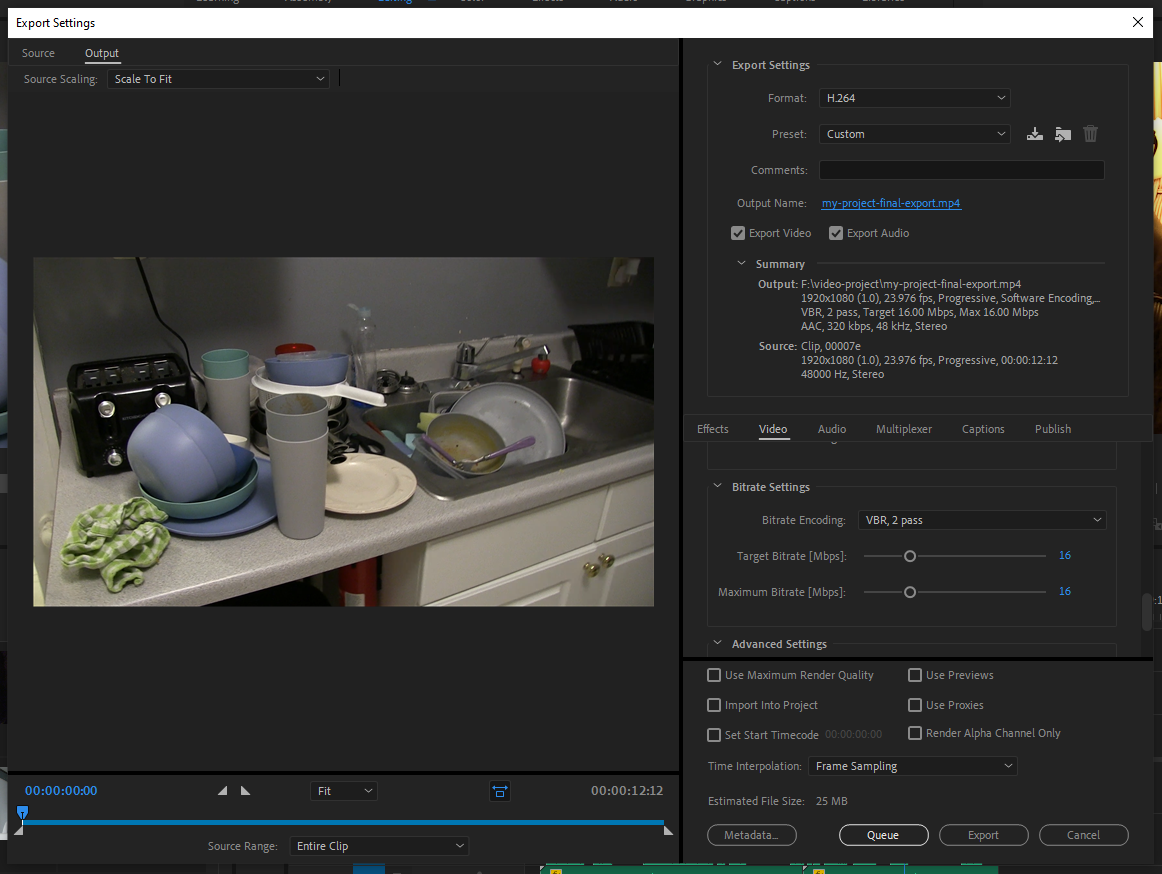 Export Settings
Source
Output
Source Scaling:
Scale To Fit
Export Settings
Format:
H.264
Preset:
Custom
Comments:
Output Name:
my-project-final-export.mp4
Export Video
Export Audio
Summary
Output: F:\video-project\my-project-final-export.mp4
1920x1080 (1.0), 23.976 fps, Progressive, Software Encoding,...
VBR, 2 pass, Target 16.00 Mbps, Max 16.00 Mbps
AAC, 320 kbps, 48 kHz, Stereo
Source: Clip, 00007e
1920x1080 (1.0), 23.976 fps, Progressive, 00:00:12:12
48000 Hz, Stereo
Effects
Video
Audio
Multiplexer
Captions
Publish
Bitrate Settings
Bitrate Encoding:
VBR, 2 pass
Target Bitrate [Mbps]:
16
Maximum Bitrate [Mbps]:
16
Advanced Settings
Use Maximum Render Quality
Use Previews
Import Into Project
Use Proxies
Set Start Timecode
00:00:00:00
Render Alpha Channel Only
Time Interpolation:
Frame Sampling
Estimated File Size:
25 MB
Metadata...
Queue
Export
Cancel
00:00:00:00
Fit
00:00:12:12
Source Range:
Entire Clip